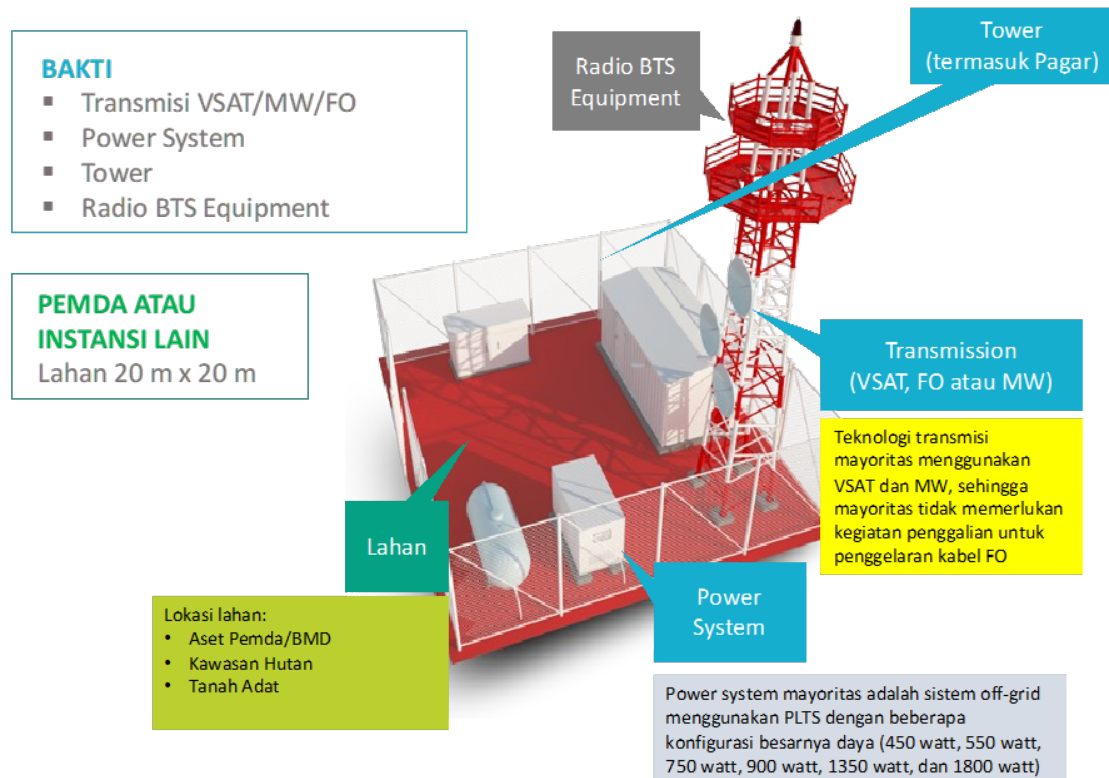 BAKTI
▪ Transmisi VSAT/MW/FO
▪ Power System
▪ Tower
▪ Radio BTS Equipment
PEMDA ATAU
INSTANSI LAIN
Lahan 20 m x 20 m
Radio BTS
Equipment
Tower
(termasuk Pagar)
Transmission
(VSAT, FO atau MW)
Teknologi transmisi
mayoritas menggunakan
VSAT dan MW, sehingga
mayoritas tidak memerlukan
kegiatan penggalian untuk
penggelaran kabel FO
Lahan
Lokasi lahan:
• Aset Pemda/BMD
• Kawasan Hutan
• Tanah Adat
Power
System
Power system mayoritas adalah sistem off-grid
menggunakan PLTS dengan beberapa
konfigurasi besarnya daya (450 watt, 550 watt,
750 watt, 900 watt, 1350 watt, dan 1800 watt)